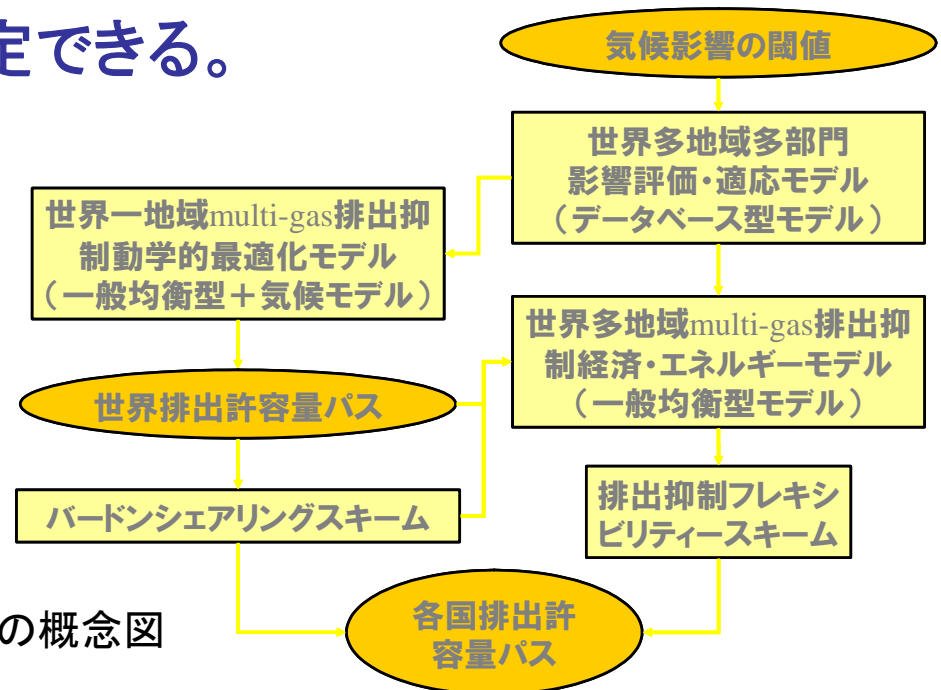 定できる。
気候影響の閾値
世界多地域多部門
影響評価・適応モデル
（データベース型モデル）
世界一地域multi-gas排出抑
制動学的最適化モデル
（一般均衡型＋気候モデル）
世界多地域multi-gas排出抑
制経済・エネルギーモデル
（一般均衡型モデル）
世界排出許容量パス
バードンシェアリングスキーム
排出抑制フレキシ
ビリティースキーム
各国排出許
容量パス
の概念図